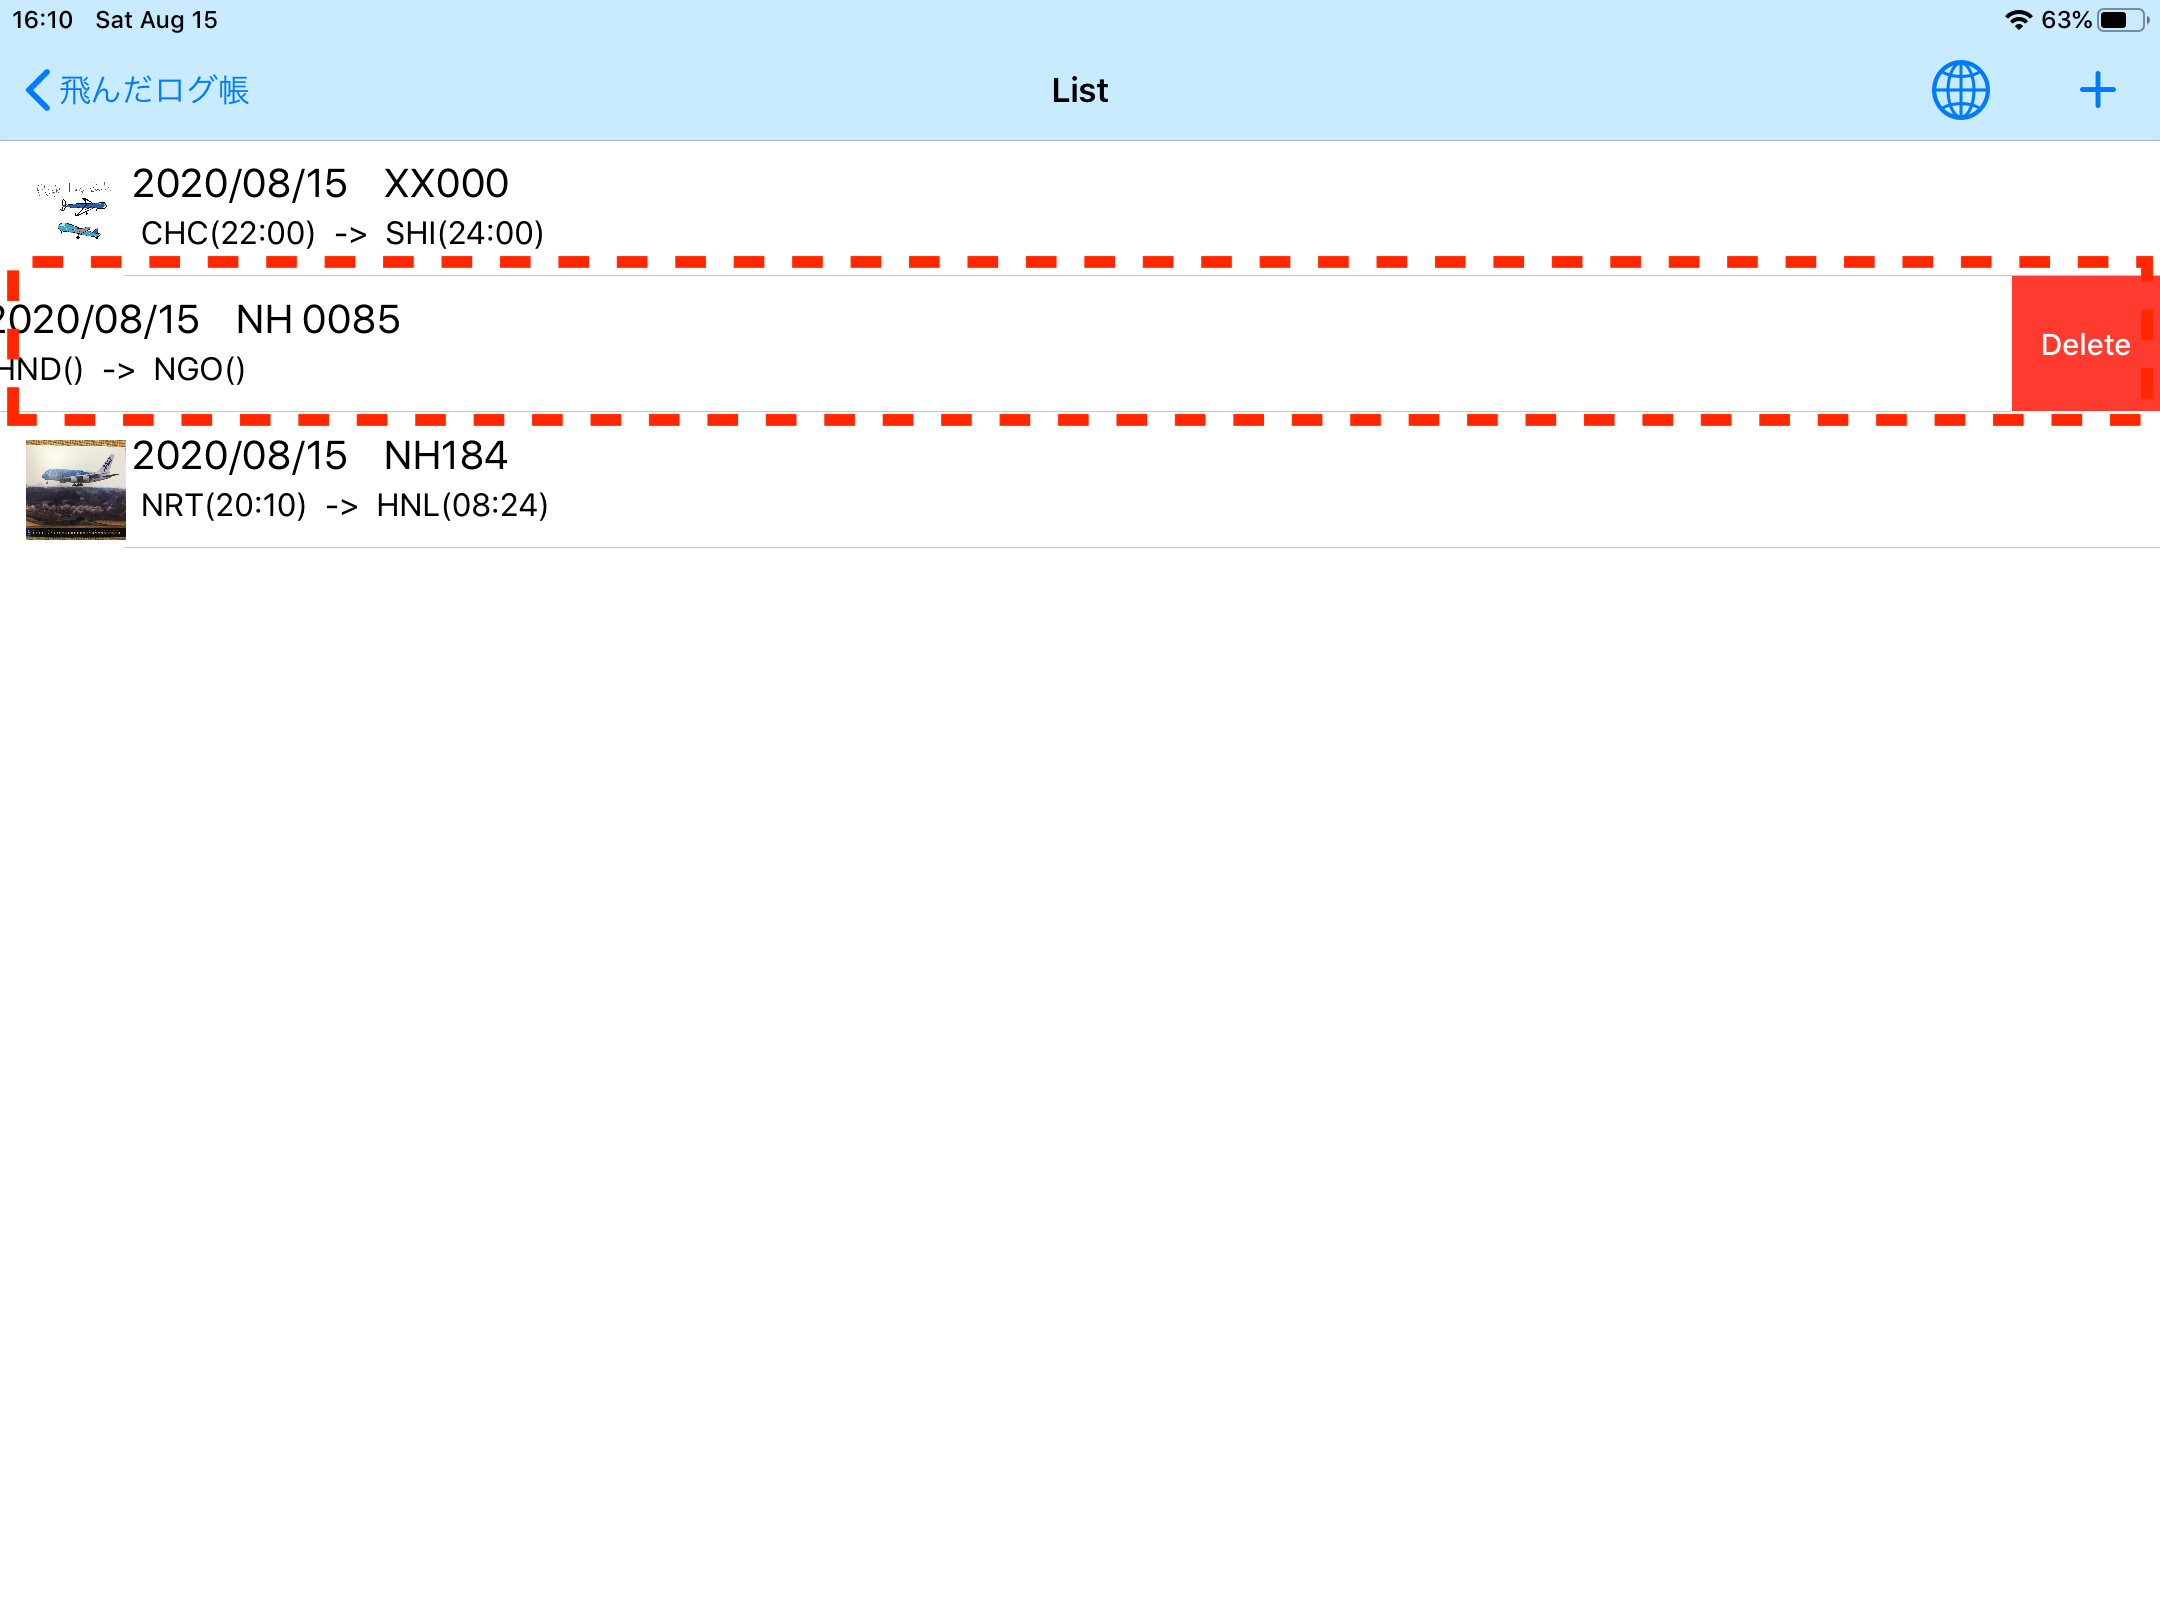 16:10 Sat Aug 15 63%
飛んだログ帳 List
2020/08/15 XX000
CHC(22:00) -> SHI(24:00)
2020/08/15 NH 0085
HND() -> NGO()
Delete
2020/08/15 NH184
NRT(20:10) -> HNL(08:24)